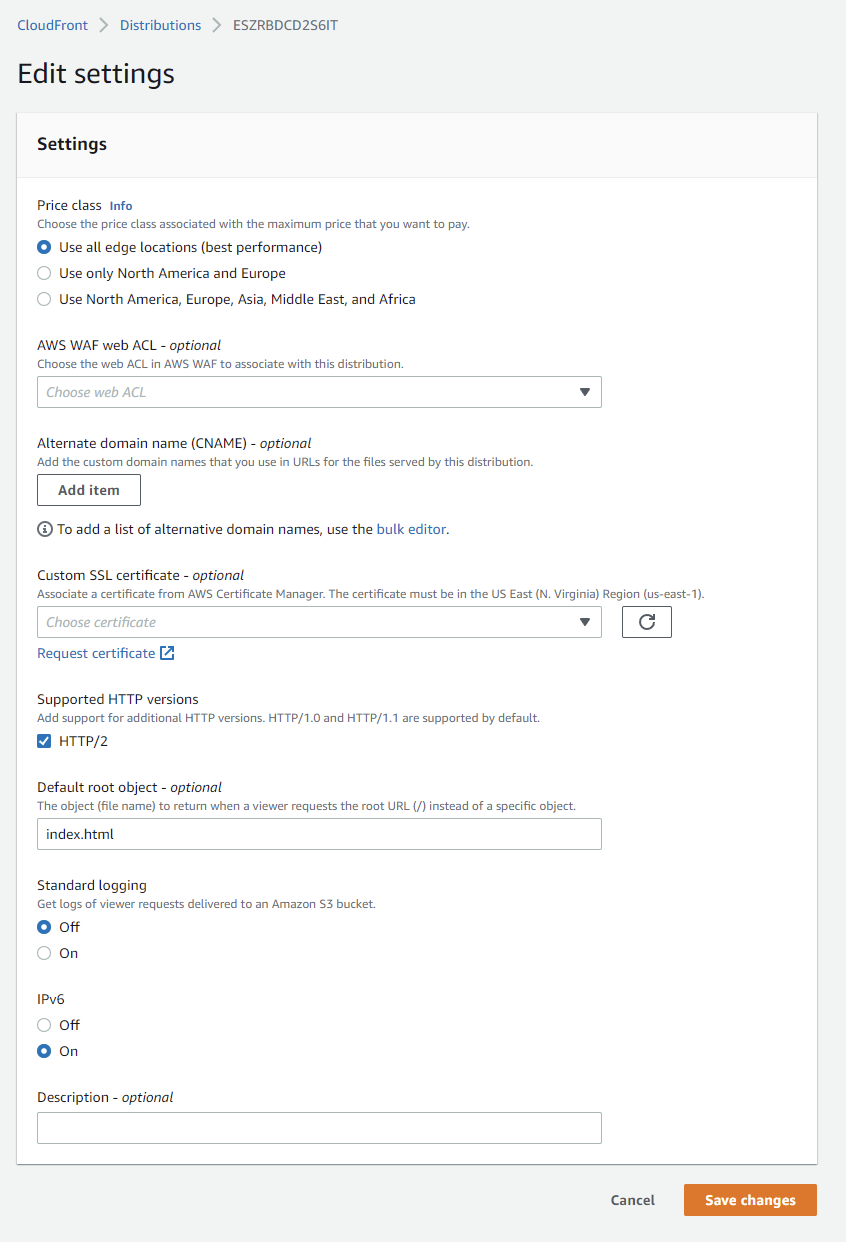 CloudFront > Distributions > ESZRBDCD2S6IT
Edit settings
Settings
Price class Info
Choose the price class associated with the maximum price that you want to pay.
Use all edge locations (best performance)
Use only North America and Europe
Use North America, Europe, Asia, Middle East, and Africa
AWS WAF web ACL - optional
Choose the web ACL in AWS WAF to associate with this distribution.
Choose web ACL
Alternate domain name (CNAME) - optional
Add the custom domain names that you use in URLs for the files served by this distribution.
Add item
To add a list of alternative domain names, use the bulk editor.
Custom SSL certificate - optional
Associate a certificate from AWS Certificate Manager. The certificate must be in the US East (N. Virginia) Region (us-east-1).
Choose certificate
Request certificate
Supported HTTP versions
Add support for additional HTTP versions. HTTP/1.0 and HTTP/1.1 are supported by default.
HTTP/2
Default root object - optional
The object (file name) to return when a viewer requests the root URL (/) instead of a specific object.
index.html
Standard logging
Get logs of viewer requests delivered to an Amazon S3 bucket.
Off
On
IPv6
Off
On
Description - optional
Cancel Save changes